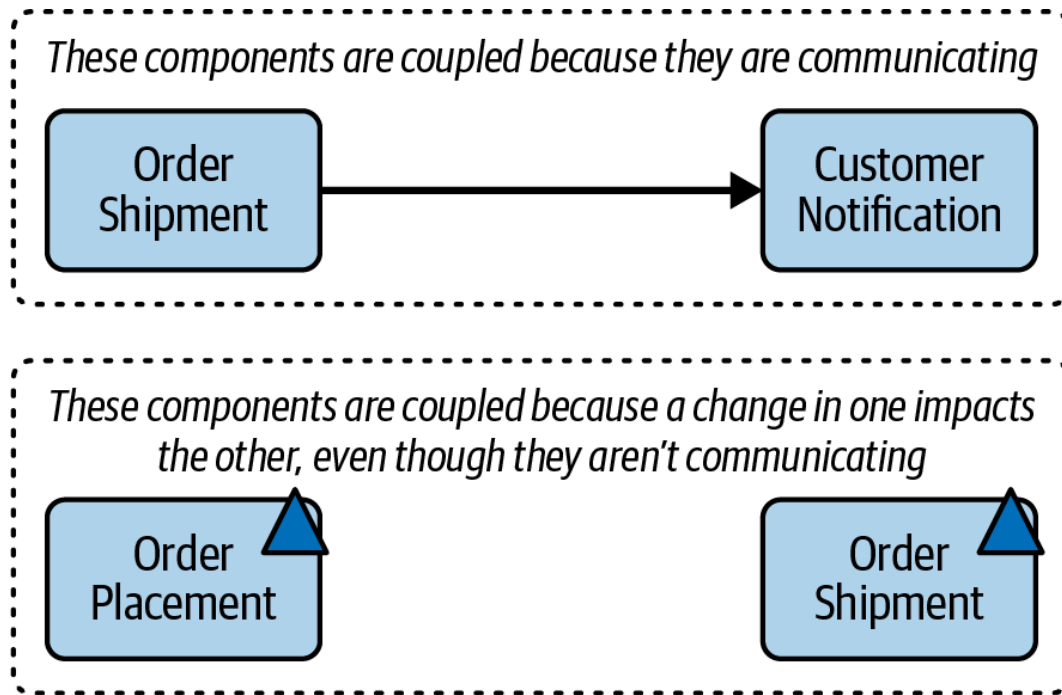 These components are coupled because they are communicating
Order
Shipment
Customer
Notification
These components are coupled because a change in one impacts
the other, even though they aren't communicating
Order
Placement
Order
Shipment